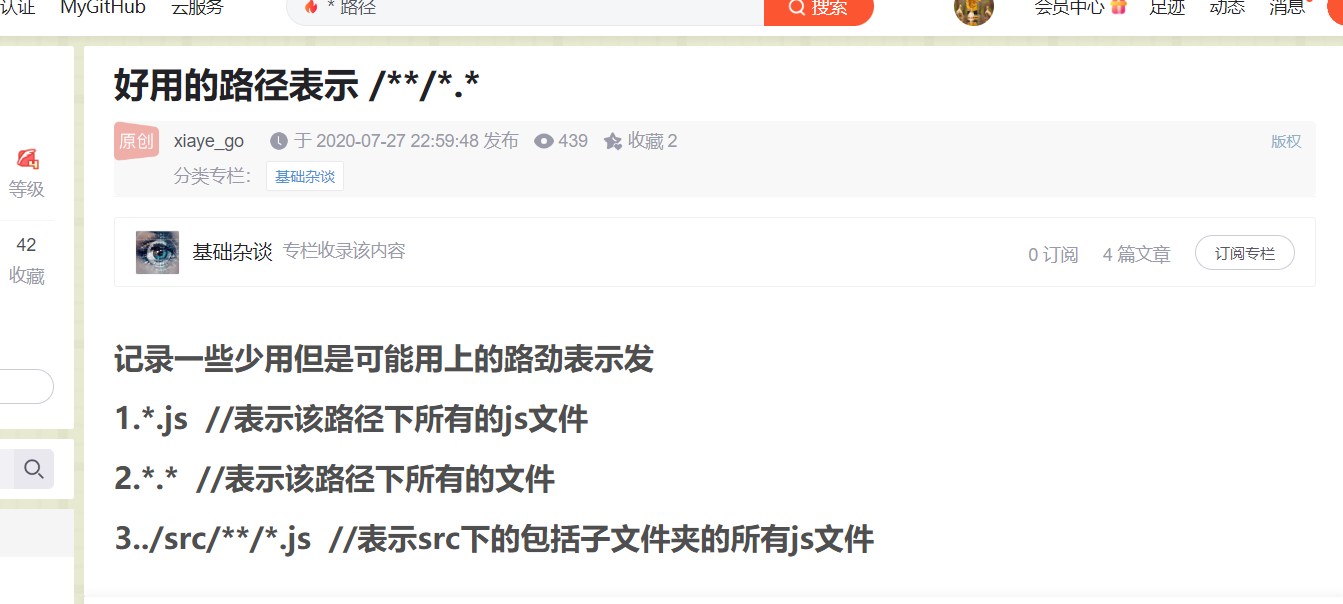 认证 MyGitHub 云服务 * 路径 搜索 会员中心 足迹 动态 消息
好用的路径表示 /**/*.*
原创 xiaye_go 于 2020-07-27 22:59:48 发布 439 收藏 2 版权
分类专栏: 基础杂谈
等级
基础杂谈 专栏收录该内容 0 订阅 4 篇文章 订阅专栏
42
收藏
记录一些少用但是可能用上的路劲表示发
1.*.js //表示该路径下所有的js文件
2.*.* //表示该路径下所有的文件
3../src/**/*.js //表示src下的包括子文件夹的所有js文件